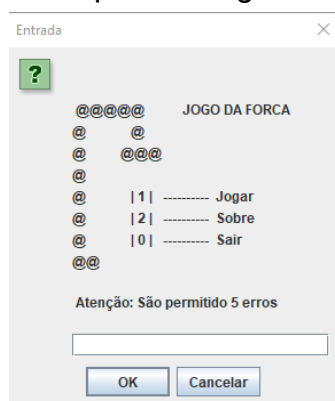 Entrada
?
@@@@@ JOGO DA FORCA
@ @
@ @@@
@
@ |1| ---------- Jogar
@ |2| ---------- Sobre
@ |0| ---------- Sair
@@
Atenção: São permitido 5 erros
OK Cancelar